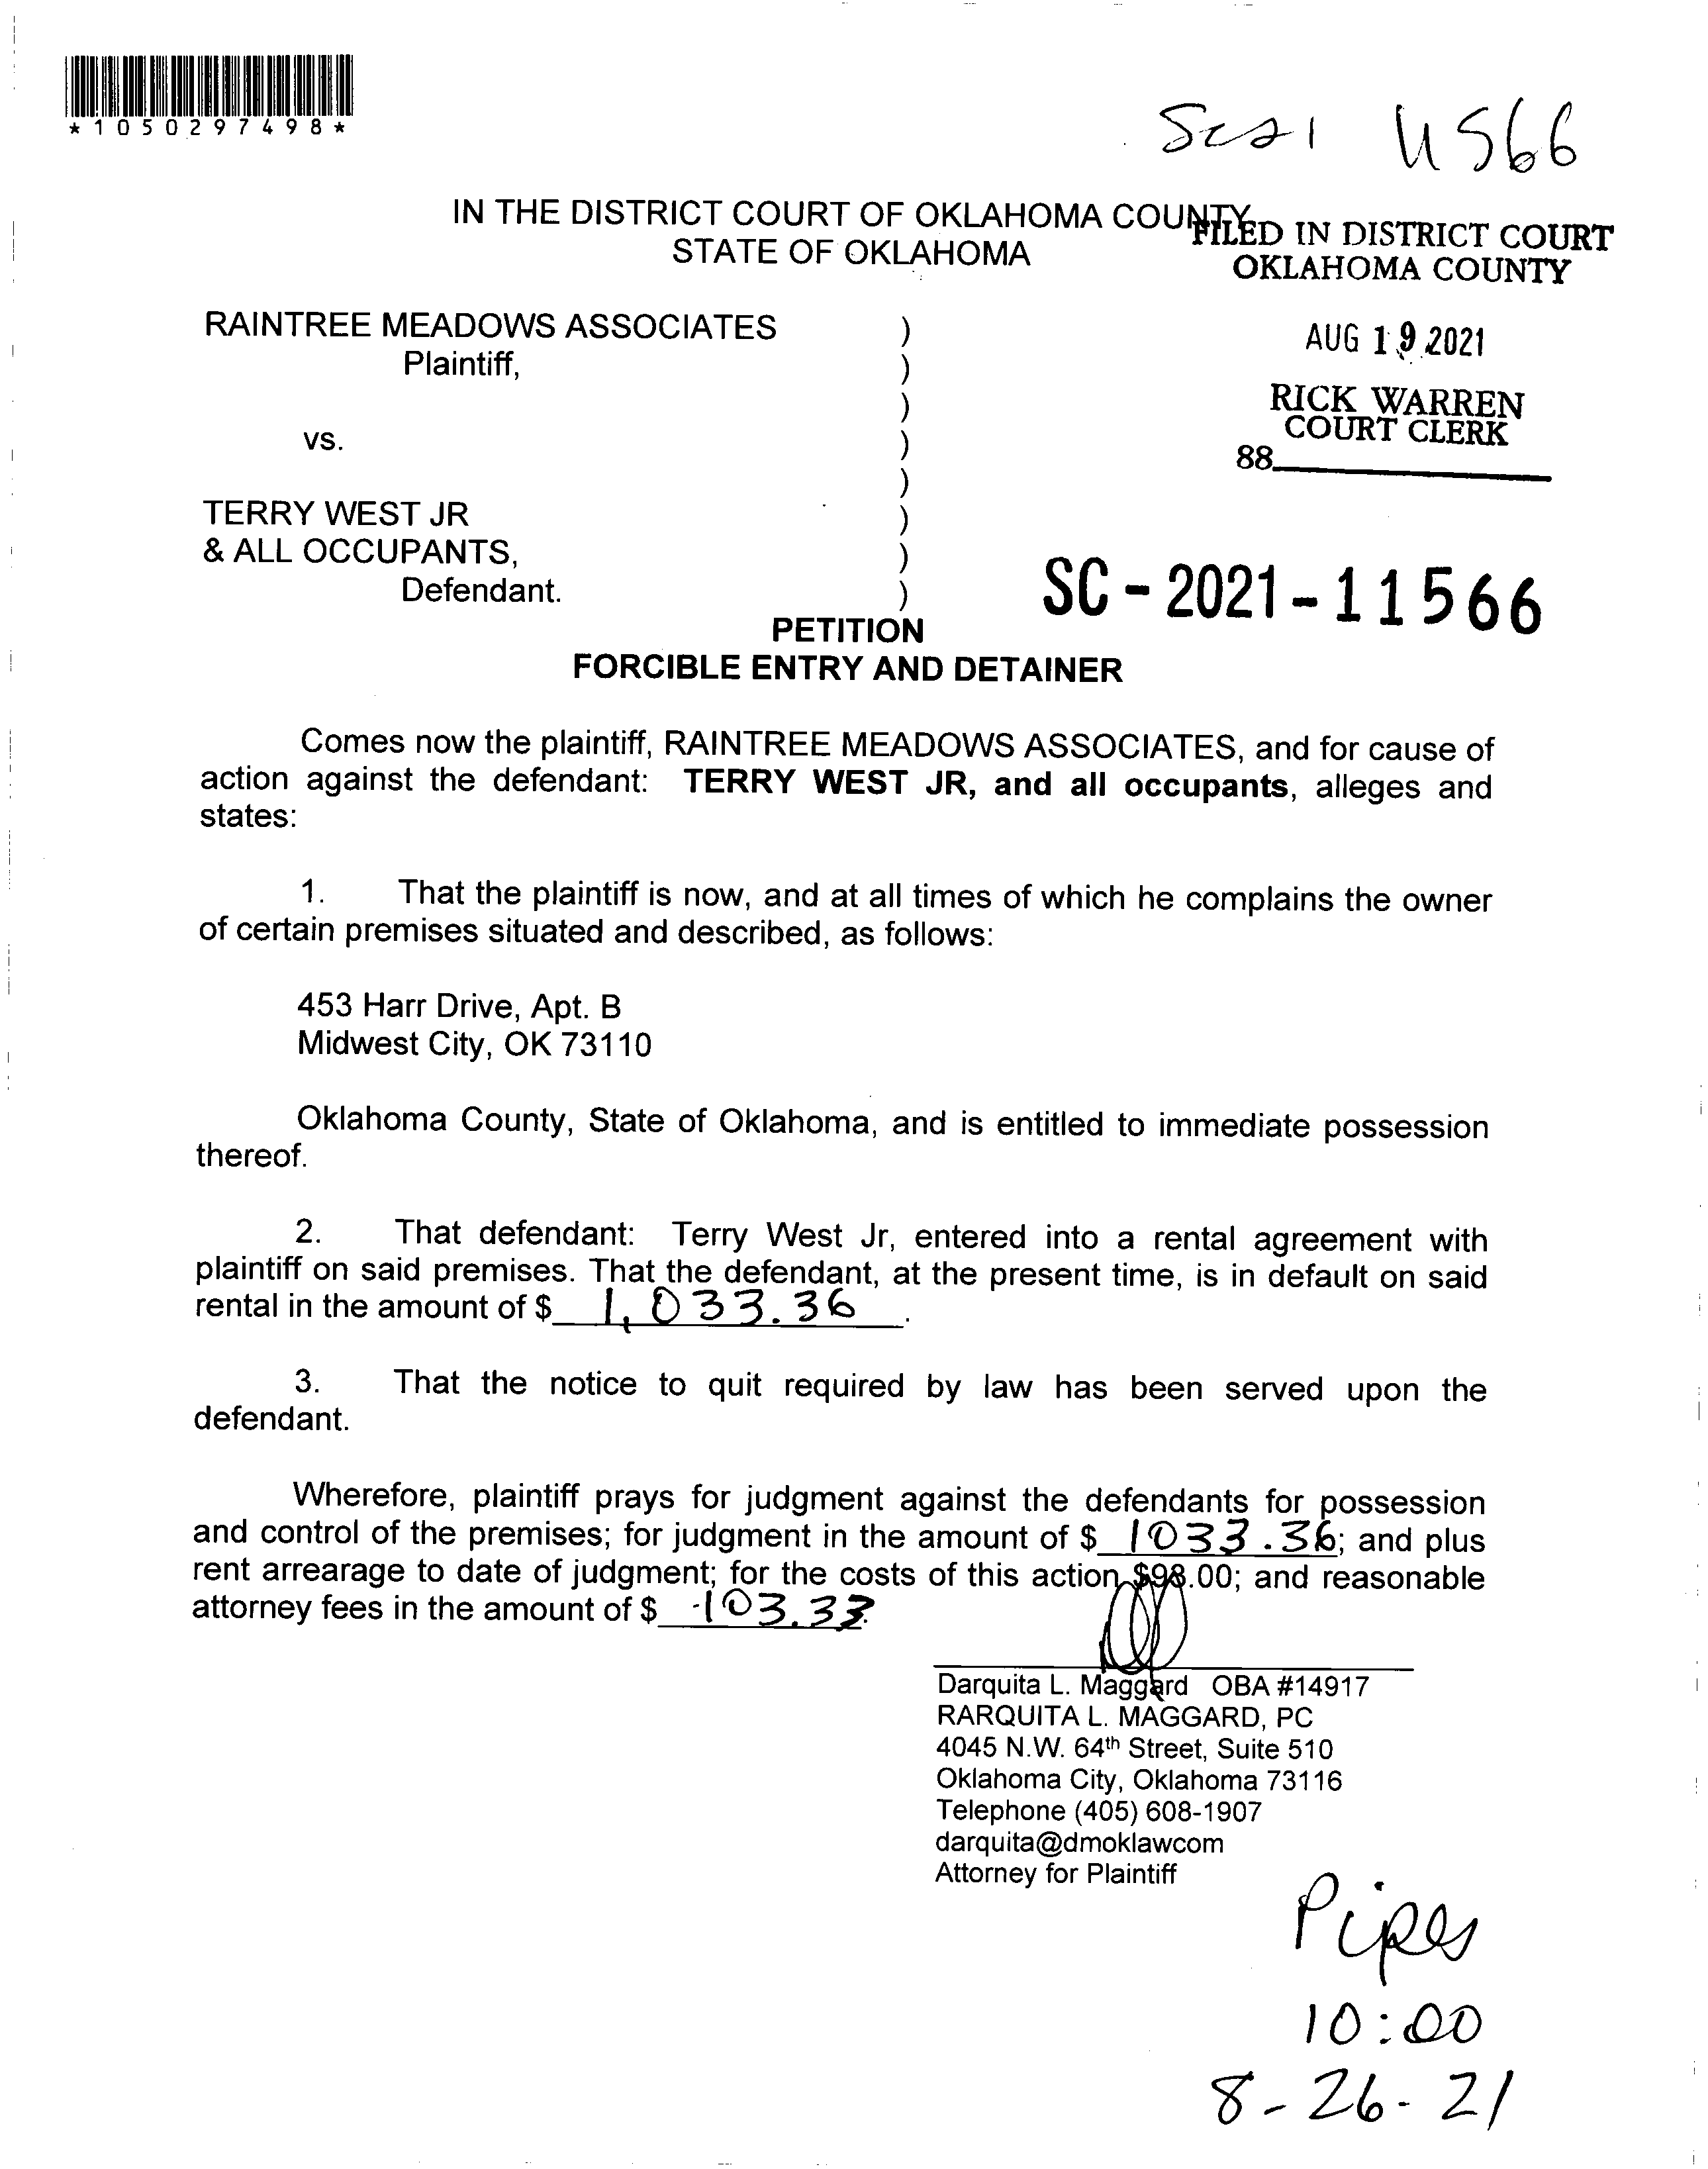 *1050297498*
SC21 11566
IN THE DISTRICT COURT OF OKLAHOMA COUNTY
STATE OF OKLAHOMA
FILED IN DISTRICT COURT
OKLAHOMA COUNTY
AUG 19 2021
RICK WARREN
COURT CLERK
88
RAINTREE MEADOWS ASSOCIATES )
Plaintiff, )
)
vs. )
)
TERRY WEST JR )
& ALL OCCUPANTS, )
Defendant. )
SC-2021-11566
PETITION
FORCIBLE ENTRY AND DETAINER
Comes now the plaintiff, RAINTREE MEADOWS ASSOCIATES, and for cause of
action against the defendant: TERRY WEST JR, and all occupants, alleges and
states:
1. That the plaintiff is now, and at all times of which he complains the owner
of certain premises situated and described, as follows:
453 Harr Drive, Apt. B
Midwest City, OK 73110
Oklahoma County, State of Oklahoma, and is entitled to immediate possession
thereof.
2. That defendant: Terry West Jr, entered into a rental agreement with
plaintiff on said premises. That the defendant, at the present time, is in default on said
rental in the amount of $ 1,033.36.
3. That the notice to quit required by law has been served upon the
defendant.
Wherefore, plaintiff prays for judgment against the defendants for possession
and control of the premises; for judgment in the amount of $ 1033.36; and plus
rent arrearage to date of judgment; for the costs of this action $98.00; and reasonable
attorney fees in the amount of $ 103.33.
Darquita L. Maggard OBA #14917
RARQUITA L. MAGGARD, PC
4045 N.W. 64th Street, Suite 510
Oklahoma City, Oklahoma 73116
Telephone (405) 608-1907
darquita@dmoklawcom
Attorney for Plaintiff
Pipes
10:00
8-26-21